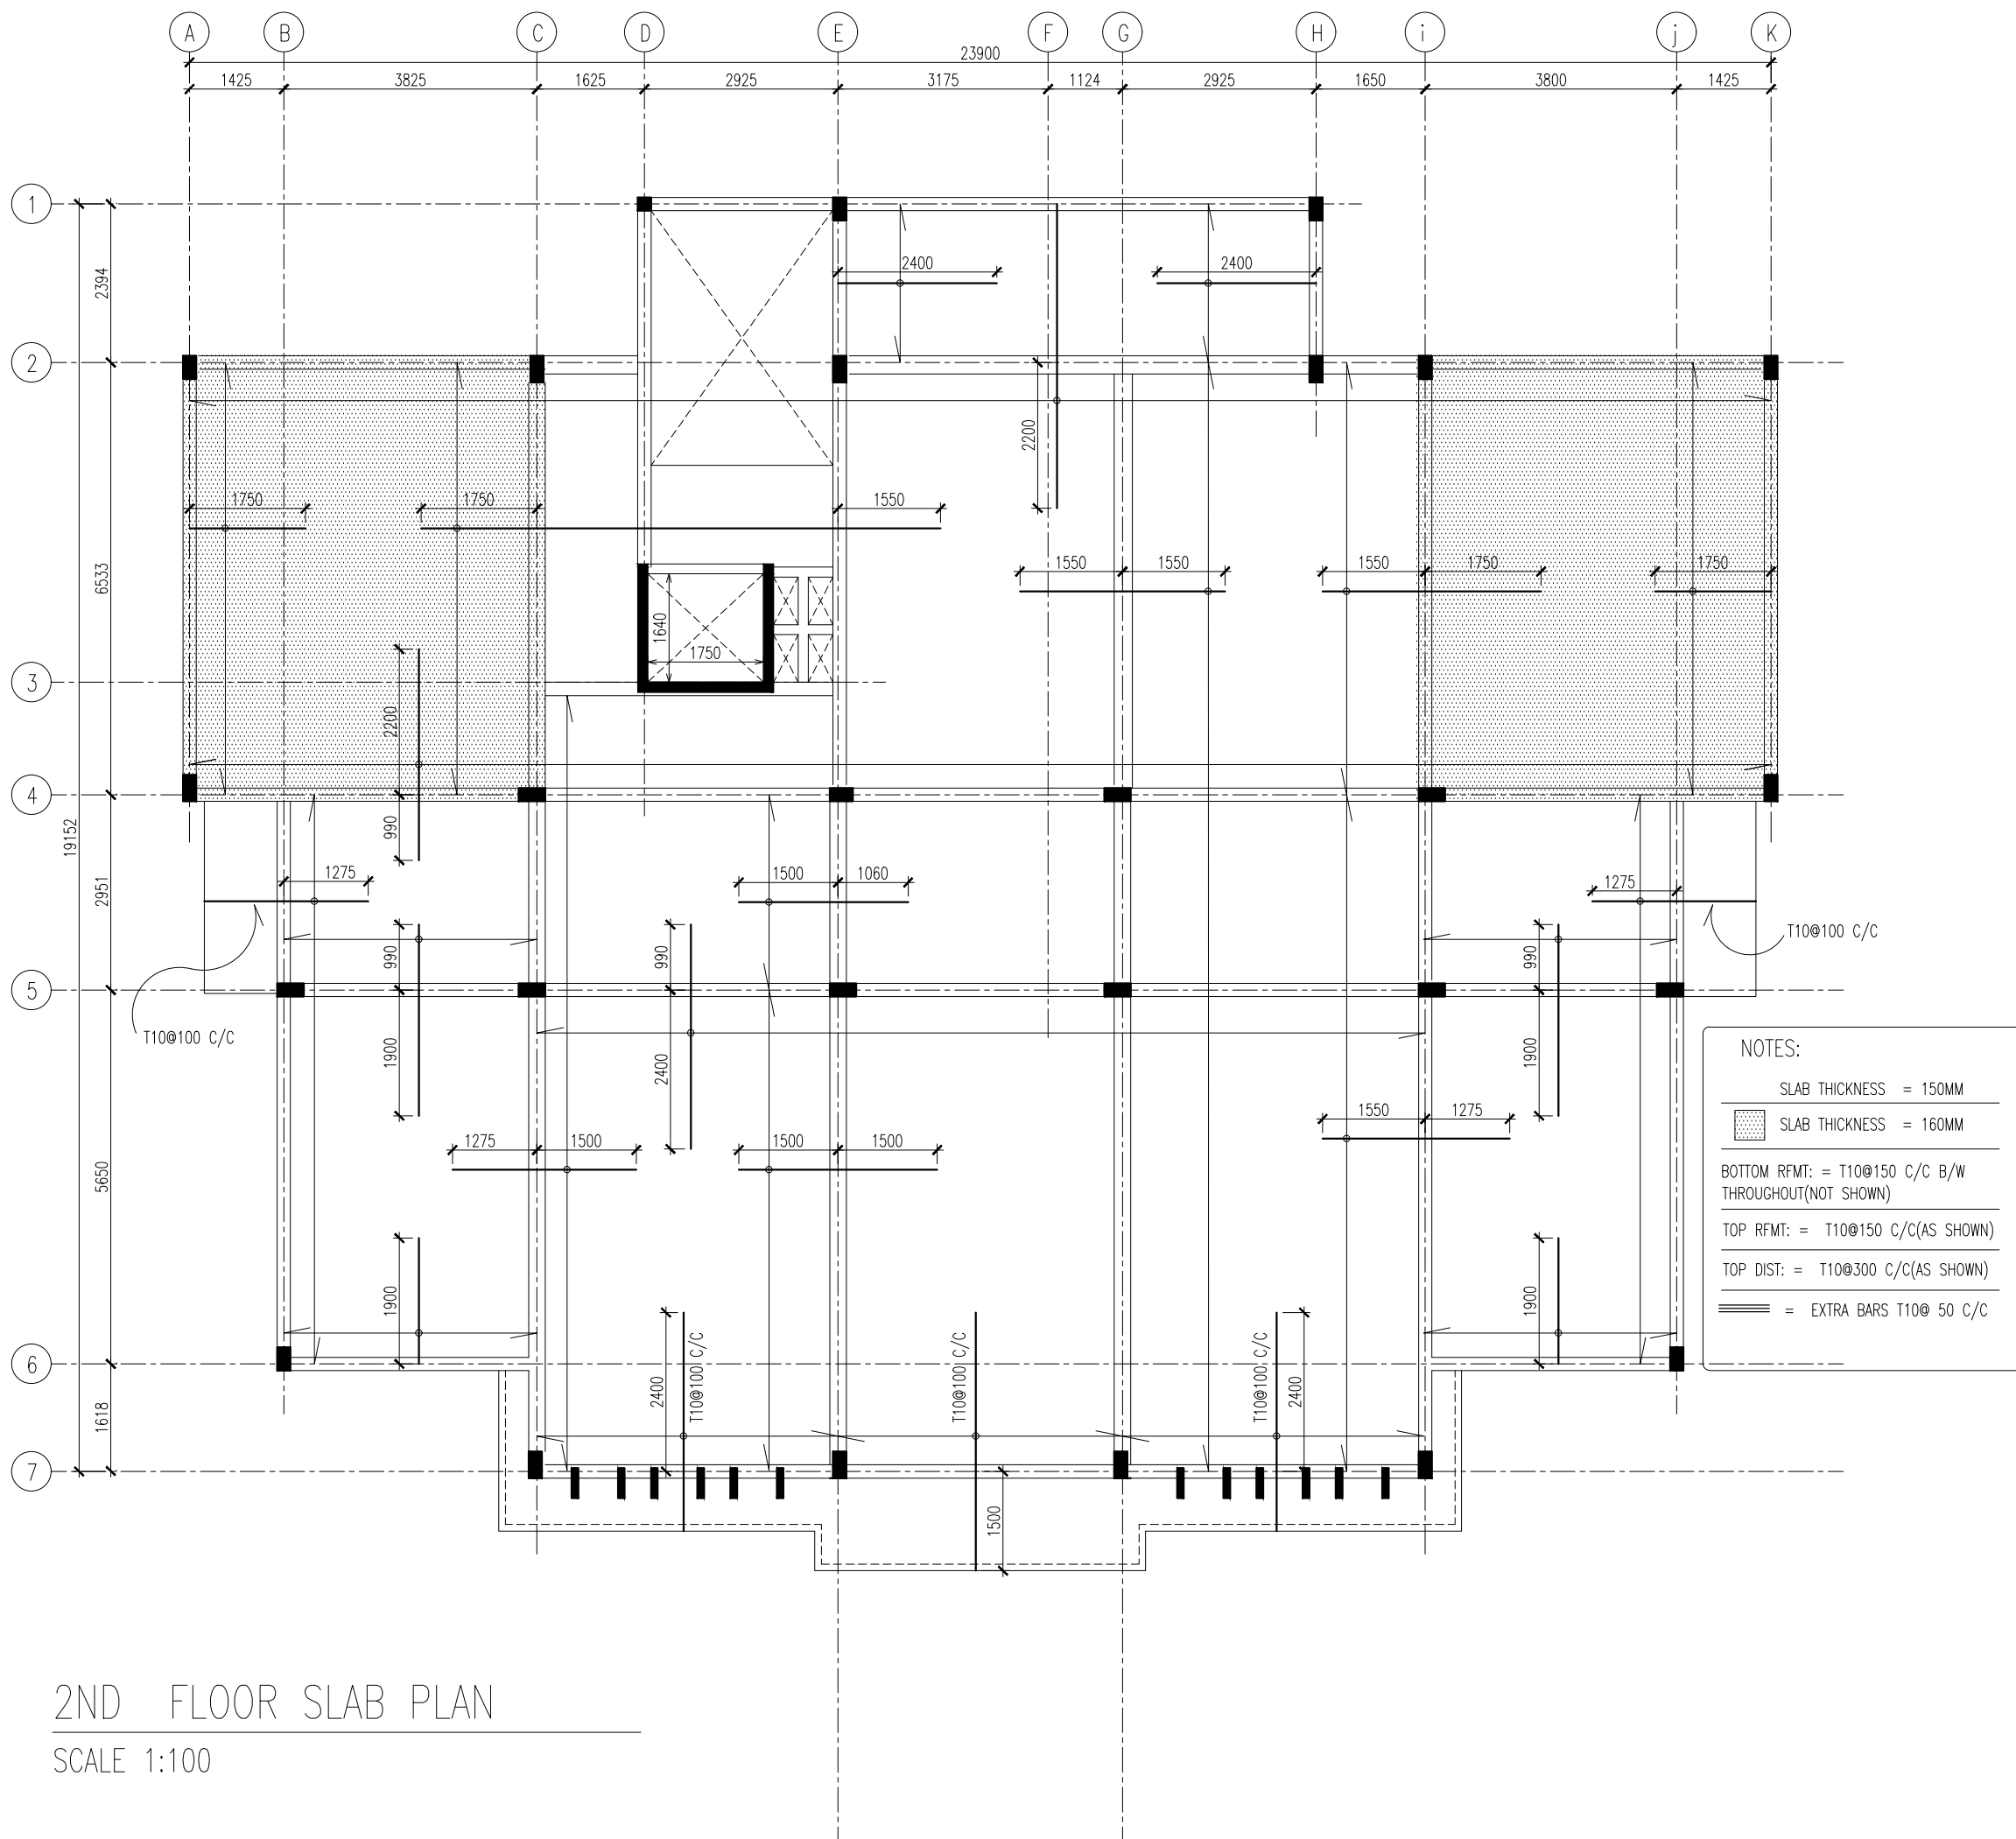 A B C D E F G H i j K
23900
1425 3825 1625 2925 3175 1124 2925 1650 3800 1425
1
2394
2400 2400
2
2200
1750 1750 1550
6533
1550 1550 1550 1750 1750
1640
1750
3
2200
4
19152
990
2951
1275 1500 1060 1275
T10@100 C/C
990 990 990
5
T10@100 C/C
1900 2400 1900
NOTES:
SLAB THICKNESS = 150MM
SLAB THICKNESS = 160MM
BOTTOM RFMT: = T10@150 C/C B/W
THROUGHOUT(NOT SHOWN)
TOP RFMT: = T10@150 C/C(AS SHOWN)
TOP DIST: = T10@300 C/C(AS SHOWN)
= EXTRA BARS T10@ 50 C/C
1550 1275
1275 1500 1500 1500
5650
1900 1900
6
2400 T10@100 C/C T10@100 C/C T10@100 C/C 2400
1618
7
1500
2ND FLOOR SLAB PLAN
SCALE 1:100